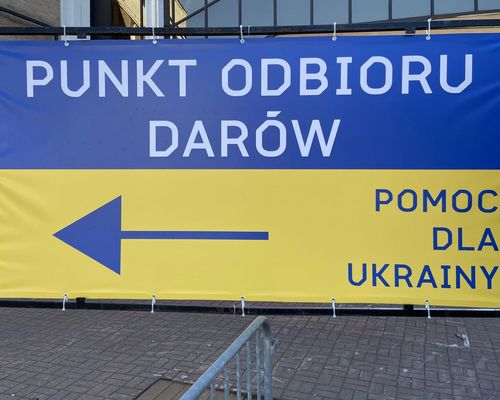 PUNKT ODBIORU
DARÓW
POMOC
DLA
UKRAINY